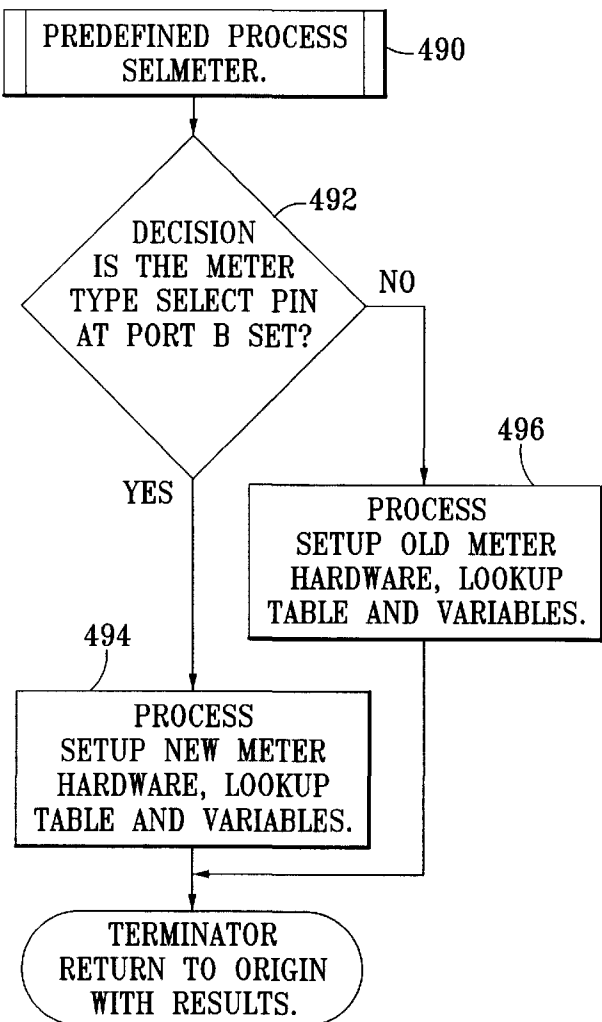 PREDEFINED PROCESS
SELMETER.
490
492
DECISION
IS THE METER
TYPE SELECT PIN
AT PORT B SET?
NO
YES
496
PROCESS
SETUP OLD METER
HARDWARE, LOOKUP
TABLE AND VARIABLES.
494
PROCESS
SETUP NEW METER
HARDWARE, LOOKUP
TABLE AND VARIABLES.
TERMINATOR
RETURN TO ORIGIN
WITH RESULTS.